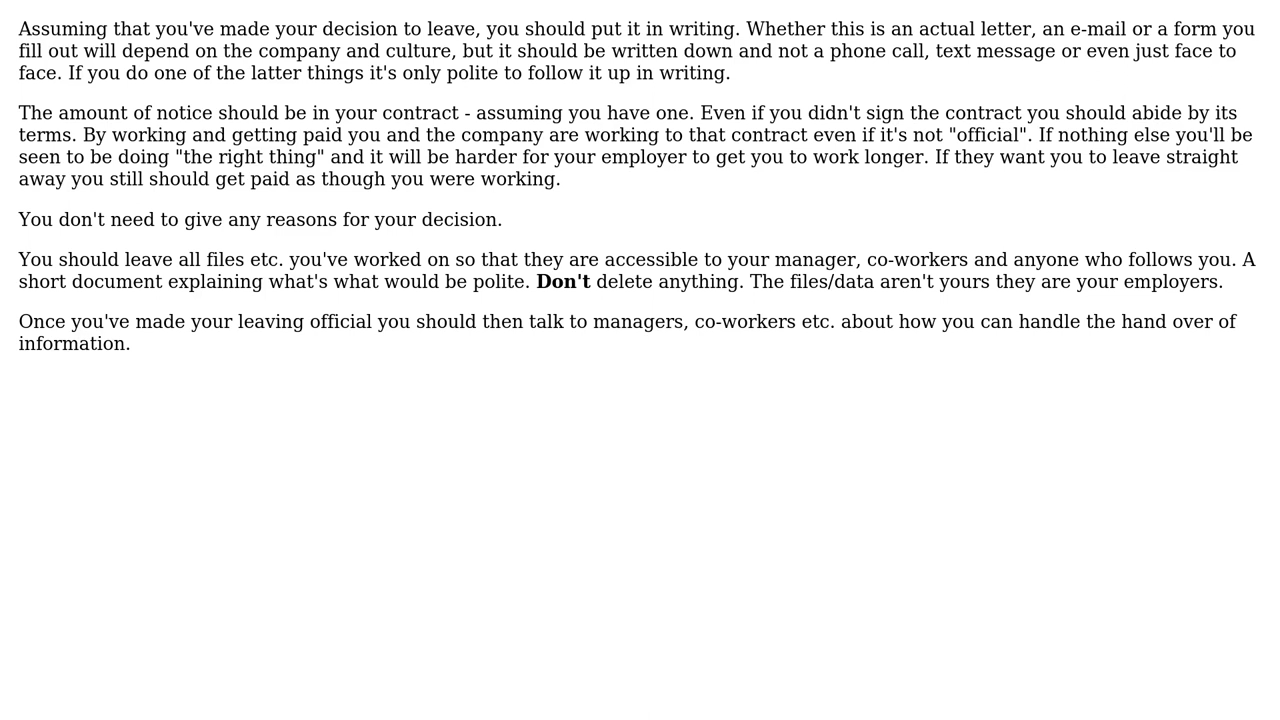 Assuming that you've made your decision to leave, you should put it in writing. Whether this is an actual letter, an e-mail or a form you
fill out will depend on the company and culture, but it should be written down and not a phone call, text message or even just face to
face. If you do one of the latter things it's only polite to follow it up in writing.
The amount of notice should be in your contract - assuming you have one. Even if you didn't sign the contract you should abide by its
terms. By working and getting paid you and the company are working to that contract even if it's not "official". If nothing else you'll be
seen to be doing "the right thing" and it will be harder for your employer to get you to work longer. If they want you to leave straight
away you still should get paid as though you were working.
You don't need to give any reasons for your decision.
You should leave all files etc. you've worked on so that they are accessible to your manager, co-workers and anyone who follows you. A
short document explaining what's what would be polite. Don't delete anything. The files/data aren't yours they are your employers.
Once you've made your leaving official you should then talk to managers, co-workers etc. about how you can handle the hand over of
information.